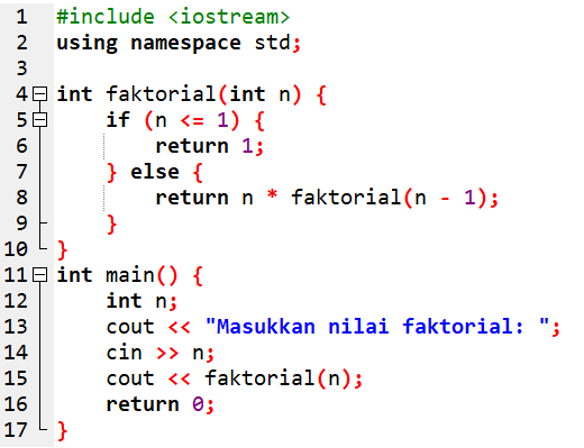 1 #include <iostream>
2 using namespace std;
3
4 int faktorial(int n) {
5     if (n <= 1) {
6         return 1;
7     } else {
8         return n * faktorial(n - 1);
9     }
10 }
11 int main() {
12     int n;
13     cout << "Masukkan nilai faktorial: ";
14     cin >> n;
15     cout << faktorial(n);
16     return 0;
17 }